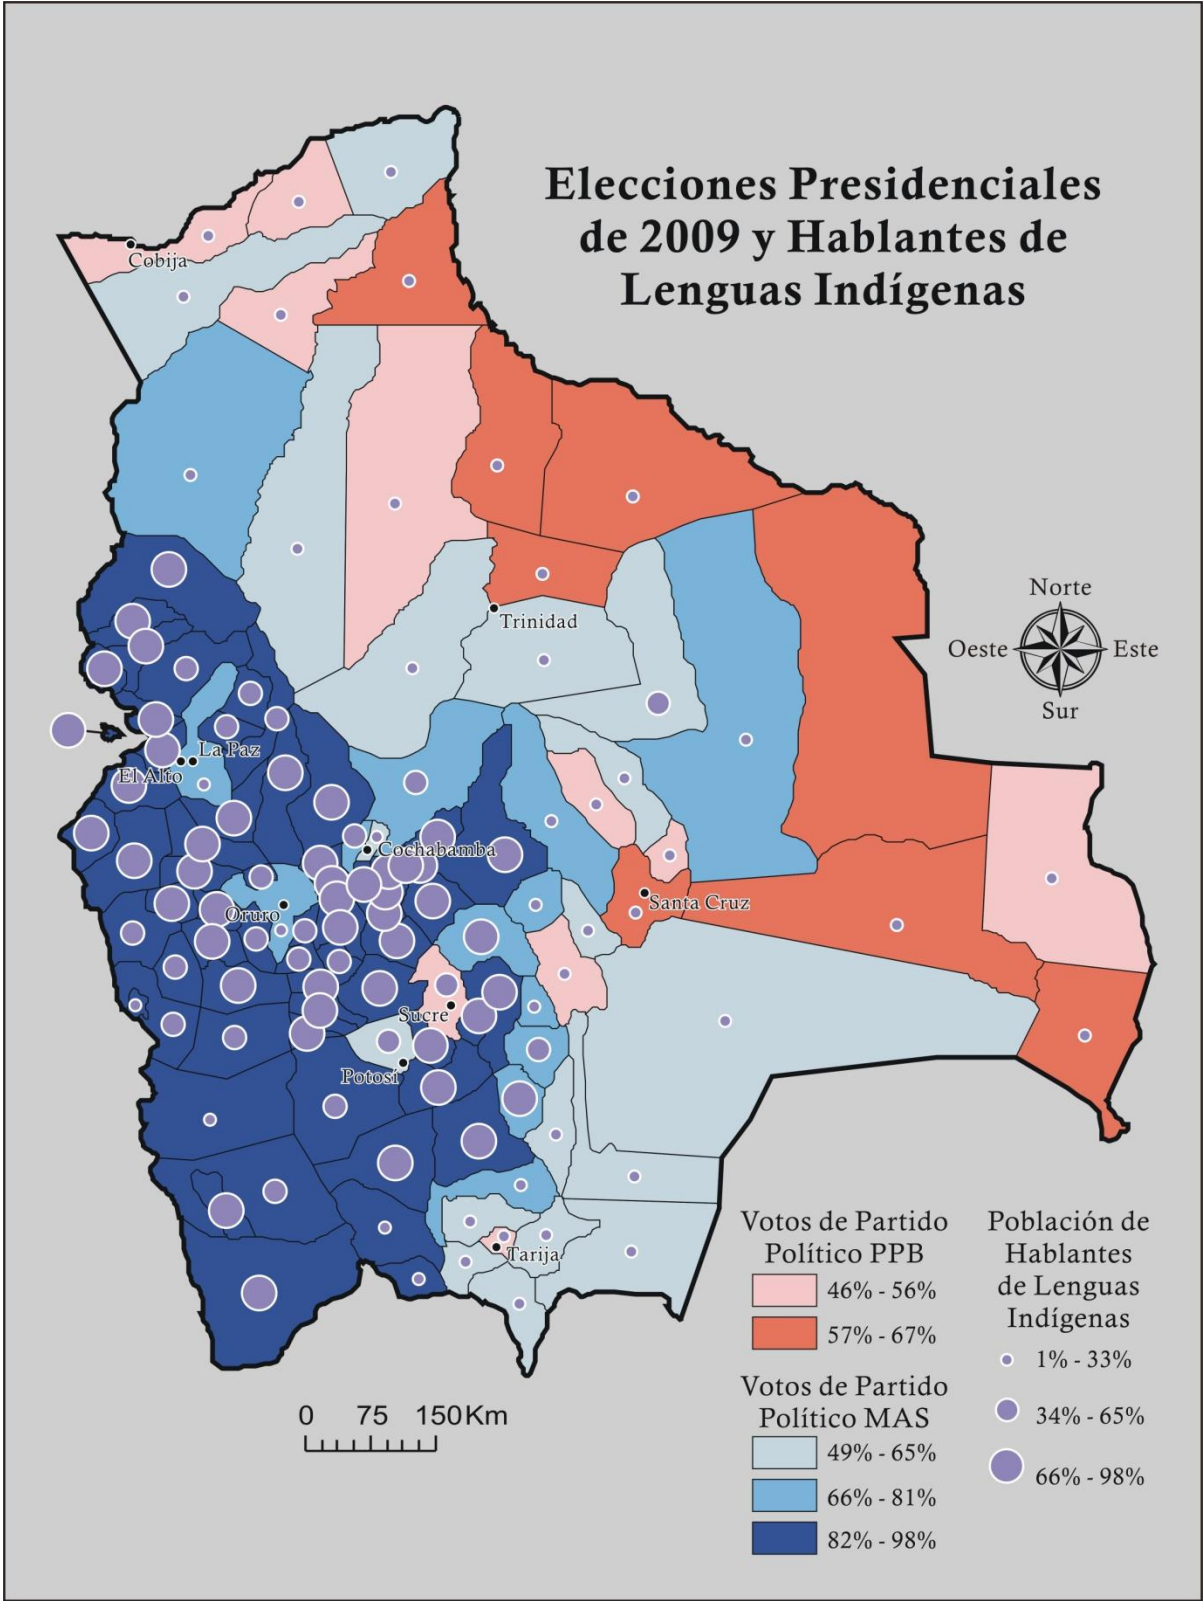 Elecciones Presidenciales
de 2009 y Hablantes de
Lenguas Indígenas
Cobija
Trinidad
Norte
Oeste
Este
Sur
La Paz
El Alto
Cochabamba
Oruro
Santa Cruz
Sucre
Potosí
Tarija
Votos de Partido
Político PPB
46% - 56%
57% - 67%
Votos de Partido
Político MAS
49% - 65%
66% - 81%
82% - 98%
Población de
Hablantes
de Lenguas
Indígenas
1% - 33%
34% - 65%
66% - 98%
0 75 150Km